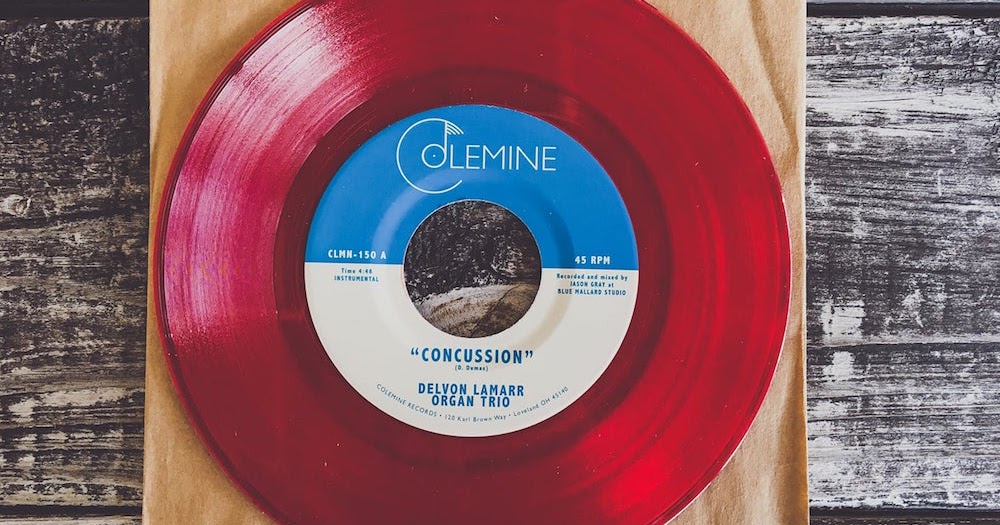 COLEMINE
CLMN-150 A
45 RPM
Time 4:48
INSTRUMENTAL
Recorded and mixed by
JASON GRAY at
BLUE MALLARD STUDIO
“CONCUSSION”
(D. Dumas)
DELVON LAMARR
ORGAN TRIO
COLEMINE RECORDS • 120 Karl Brown Way • Loveland OH 45140